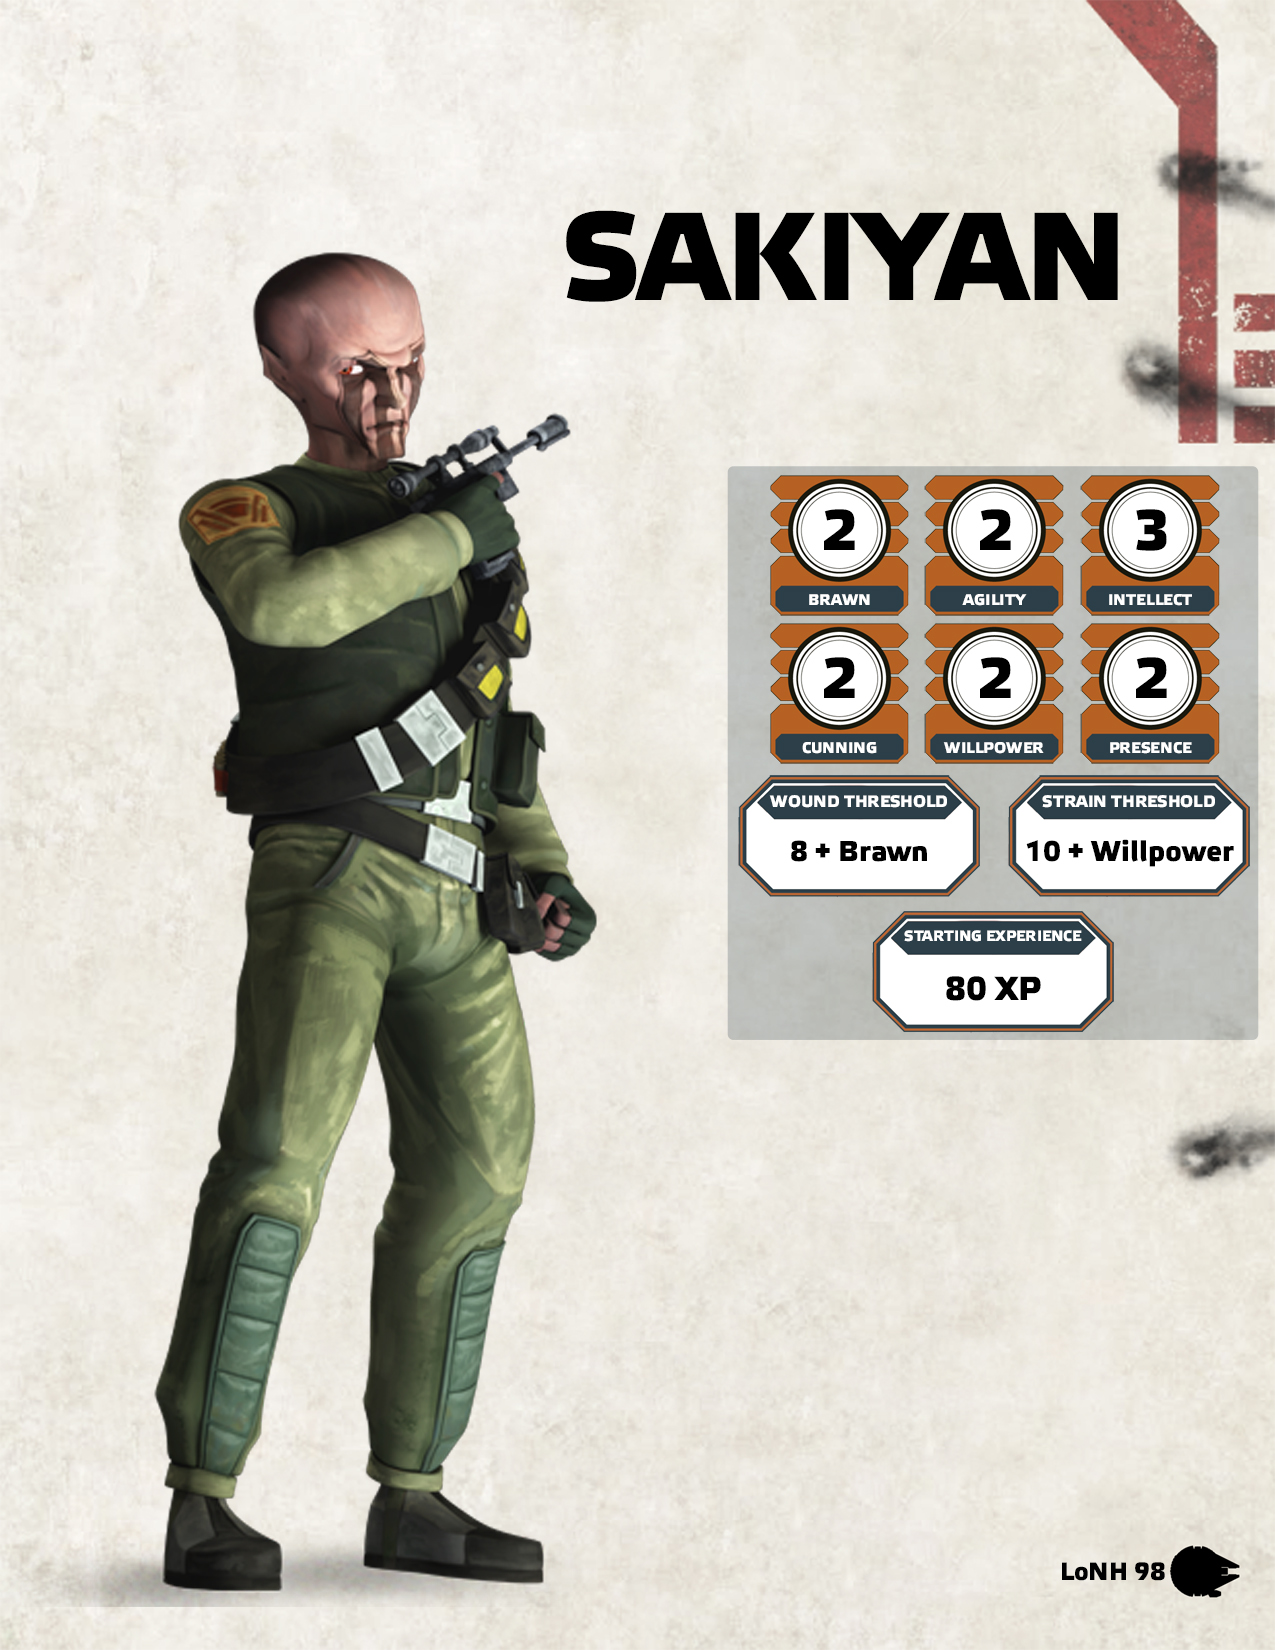 SAKIYAN
2 2 3
BRAWN AGILITY INTELLECT
2 2 2
CUNNING WILLPOWER PRESENCE
WOUND THRESHOLD STRAIN THRESHOLD
8 + Brawn 10 + Willpower
STARTING EXPERIENCE
80 XP
LoNH 98